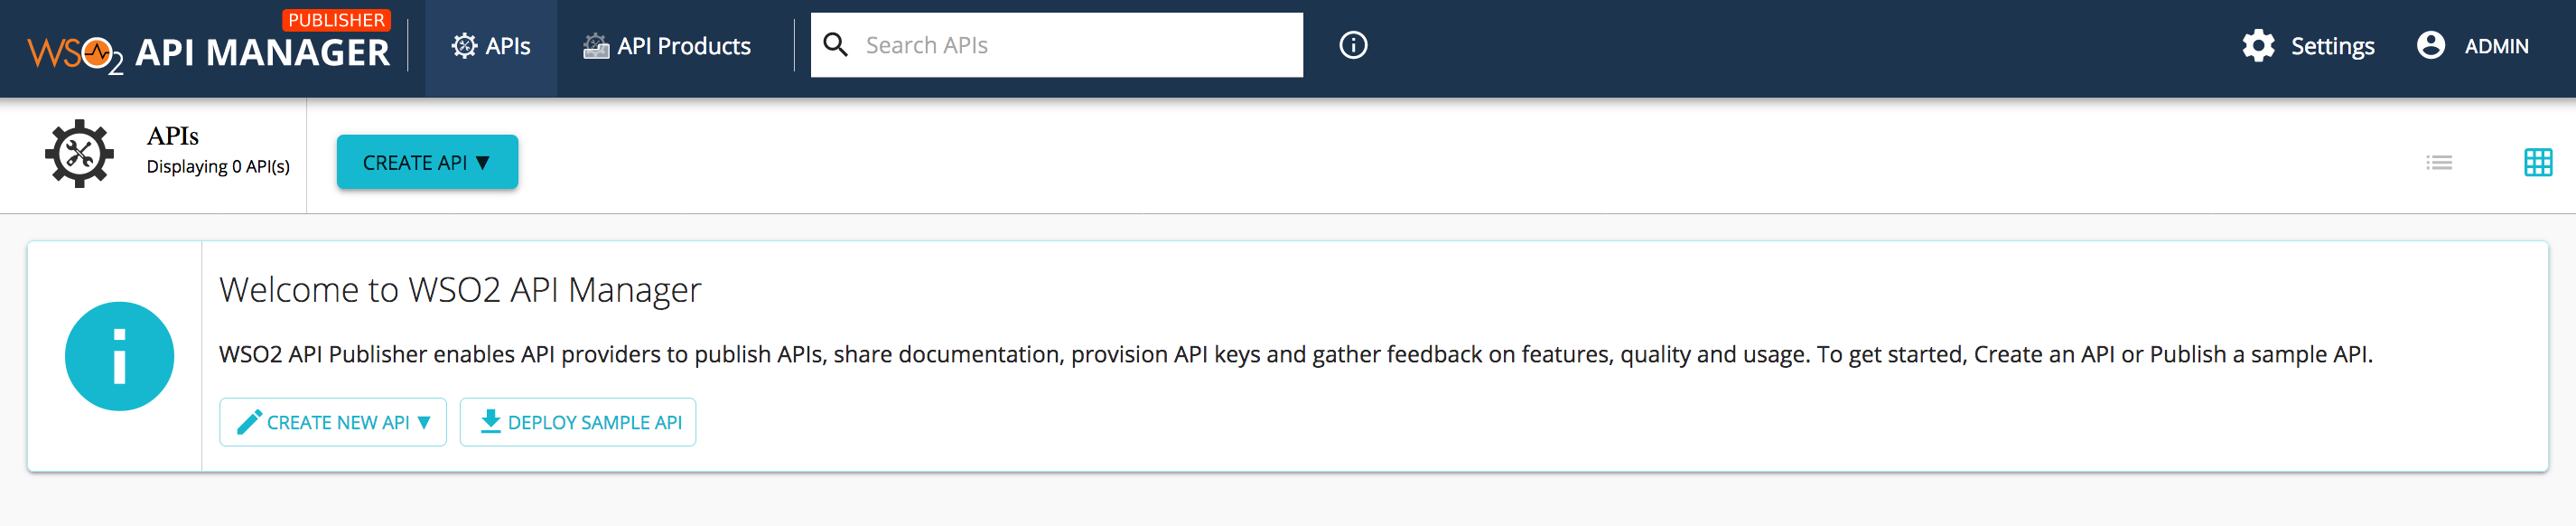 PUBLISHER
WSO2 API MANAGER
APIs
API Products
Search APIs
Settings
ADMIN
APIs
Displaying 0 API(s)
CREATE API ▼
Welcome to WSO2 API Manager
WSO2 API Publisher enables API providers to publish APIs, share documentation, provision API keys and gather feedback on features, quality and usage. To get started, Create an API or Publish a sample API.
CREATE NEW API ▼
DEPLOY SAMPLE API